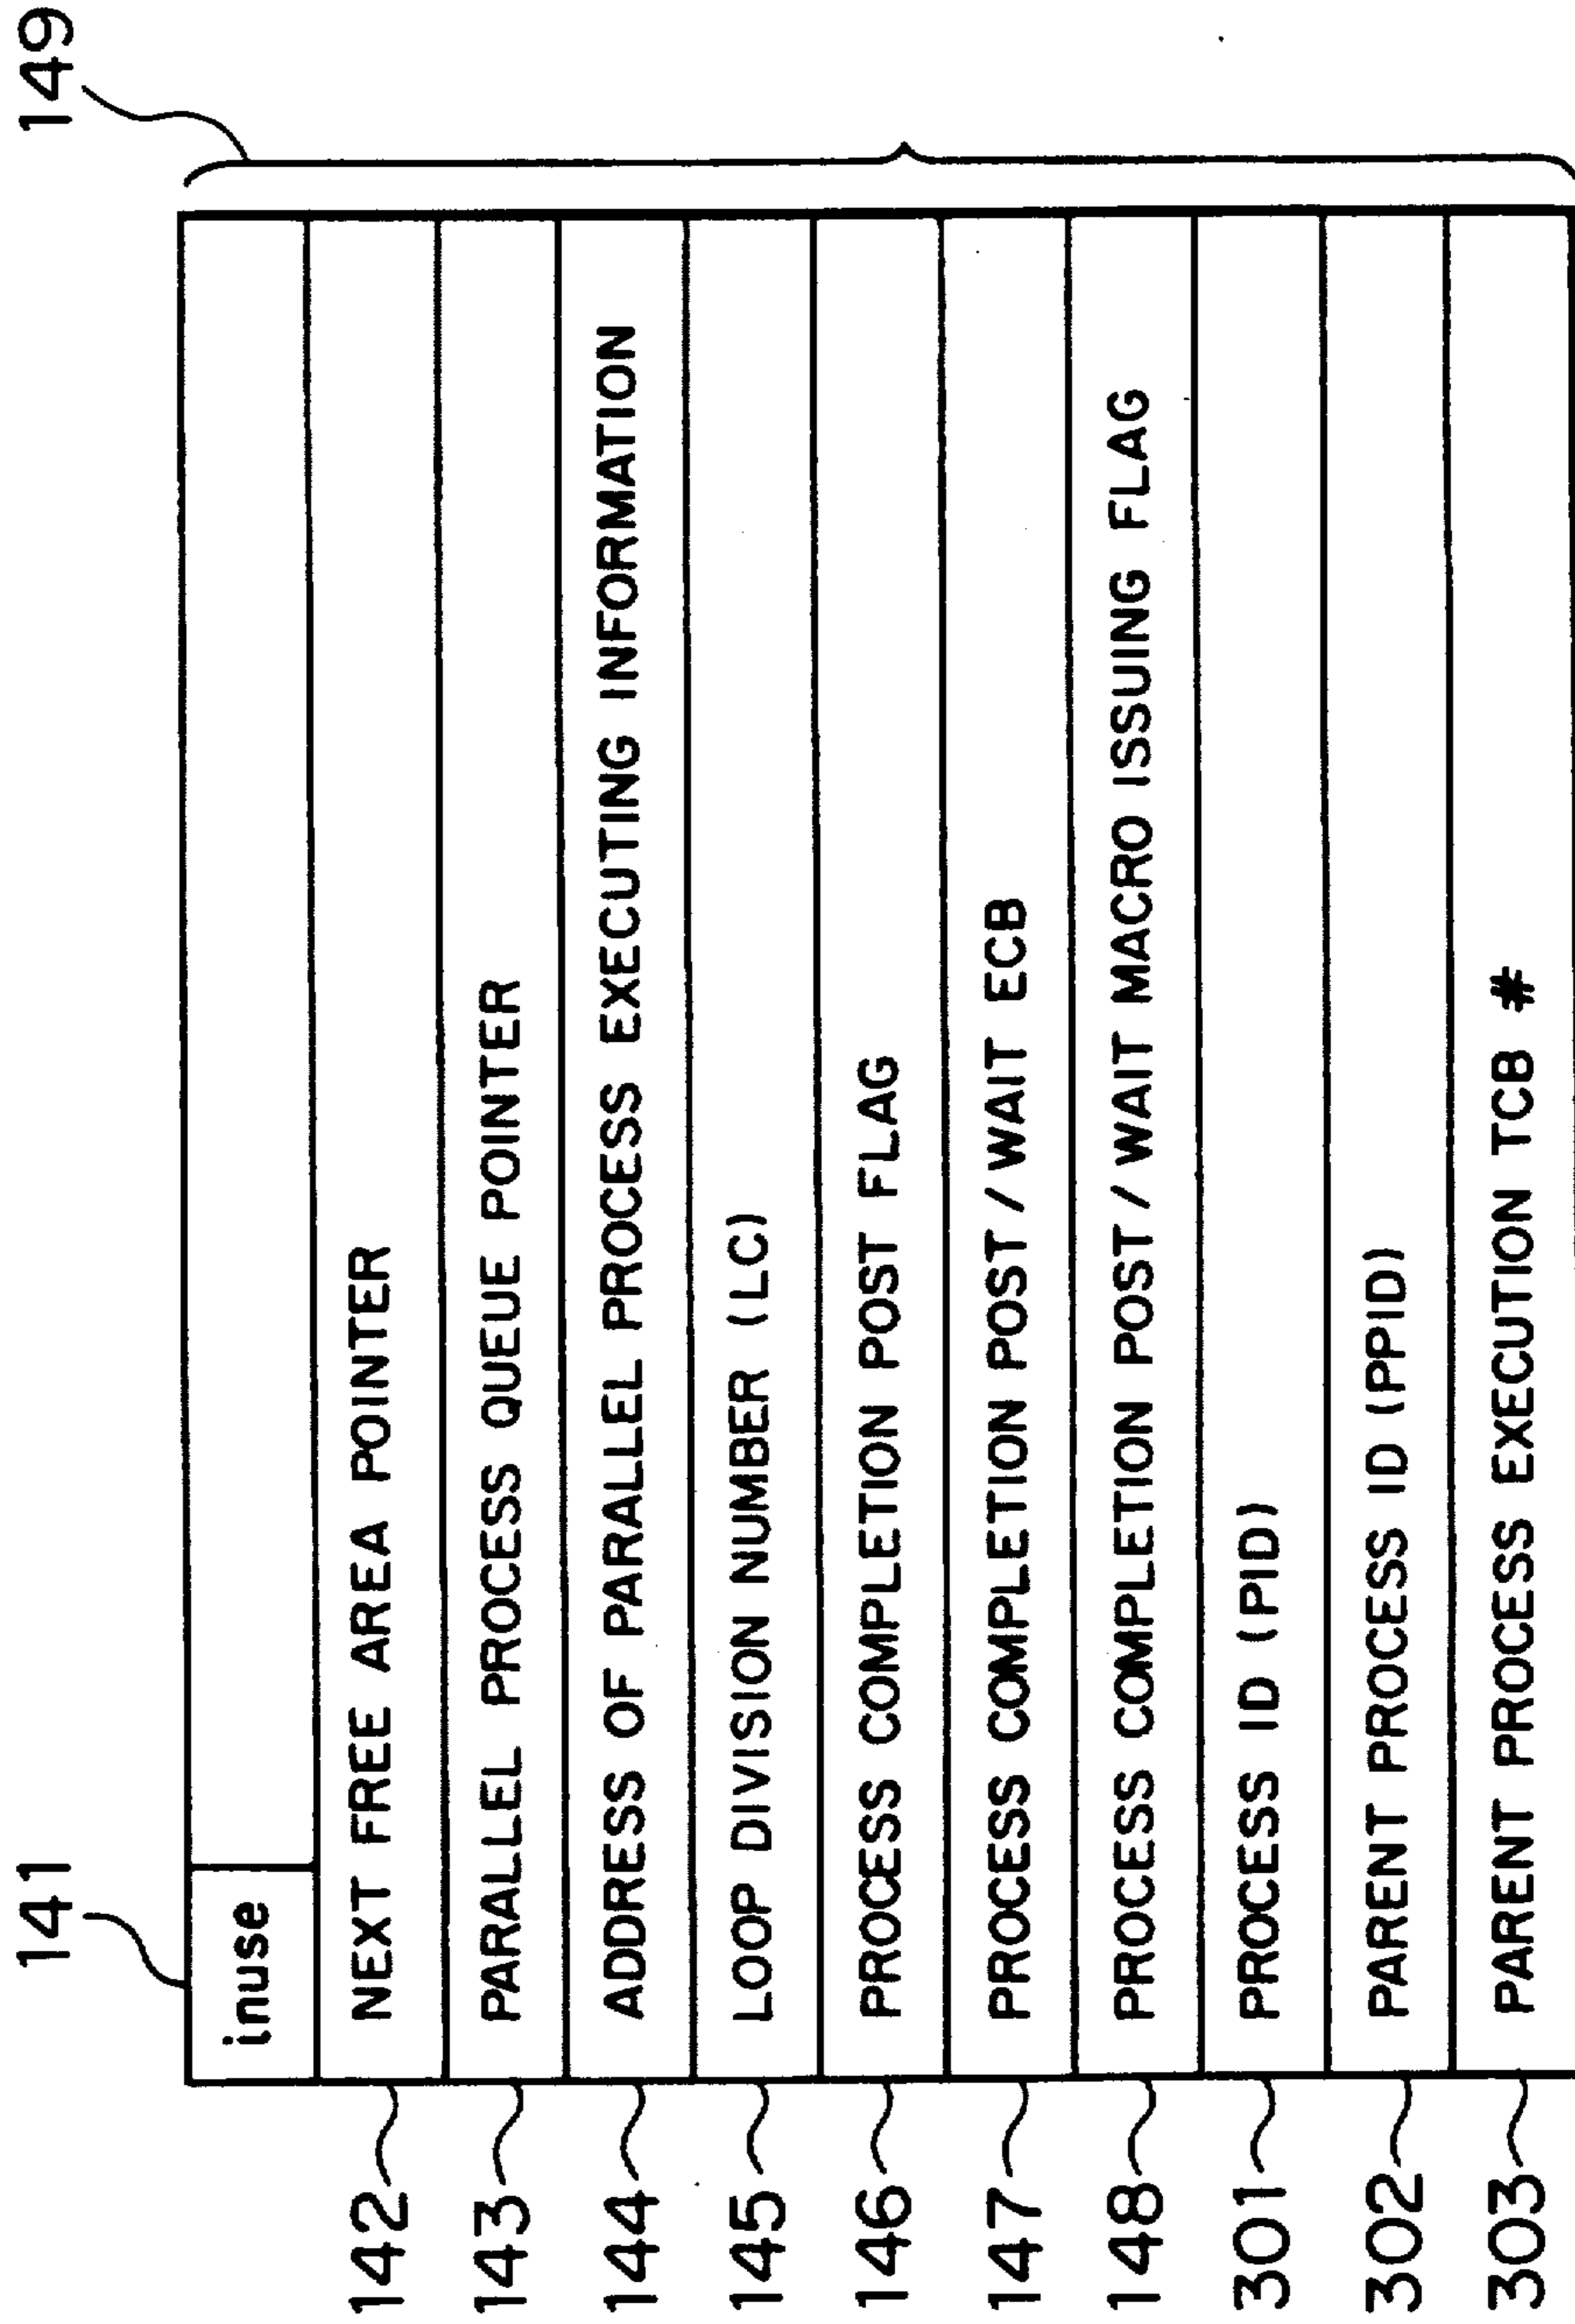 141
149
inuse
142 NEXT FREE AREA POINTER
143 PARALLEL PROCESS QUEUE POINTER
144 ADDRESS OF PARALLEL PROCESS EXECUTING INFORMATION
145 LOOP DIVISION NUMBER (LC)
146 PROCESS COMPLETION POST FLAG
147 PROCESS COMPLETION POST / WAIT ECB
148 PROCESS COMPLETION POST / WAIT MACRO ISSUING FLAG
301 PROCESS ID (PID)
302 PARENT PROCESS ID (PPID)
303 PARENT PROCESS EXECUTION TCB #